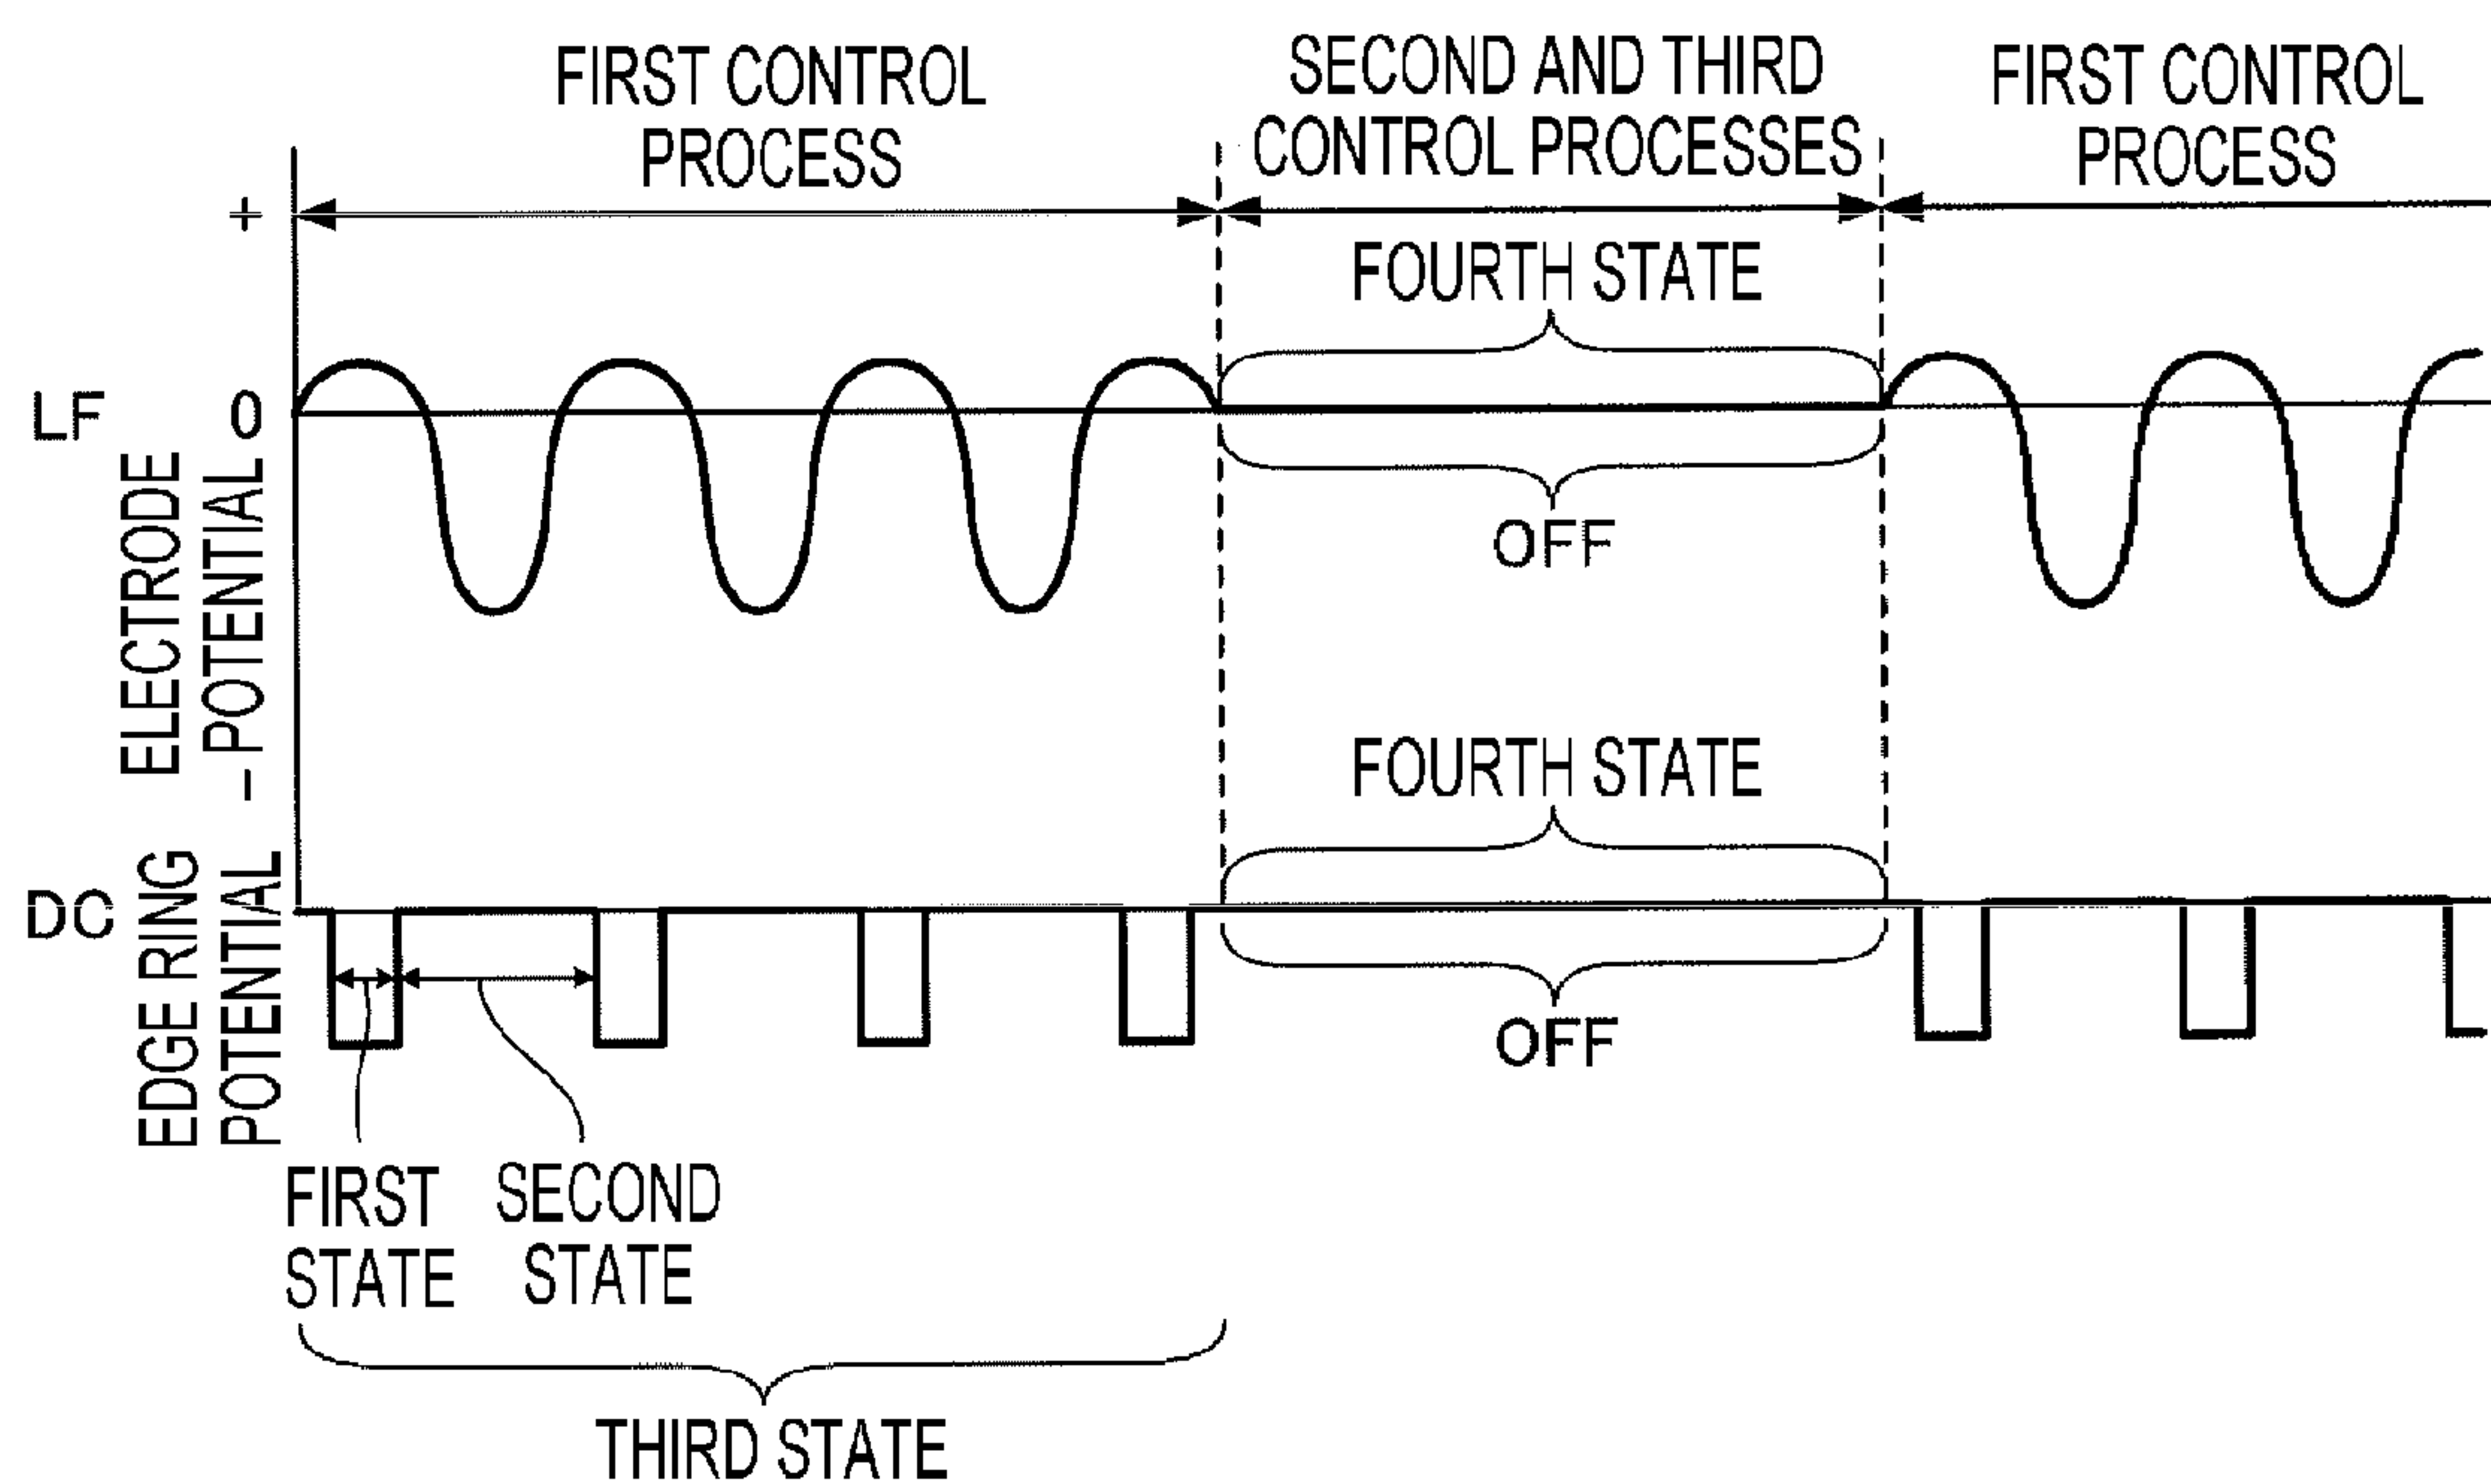 FIRST CONTROL
PROCESS
SECOND AND THIRD
CONTROL PROCESSES
FIRST CONTROL
PROCESS
+
FOURTH STATE
LF
0
OFF
ELECTRODE
POTENTIAL
−
FOURTH STATE
DC
EDGE RING
POTENTIAL
OFF
FIRST
STATE
SECOND
STATE
THIRD STATE